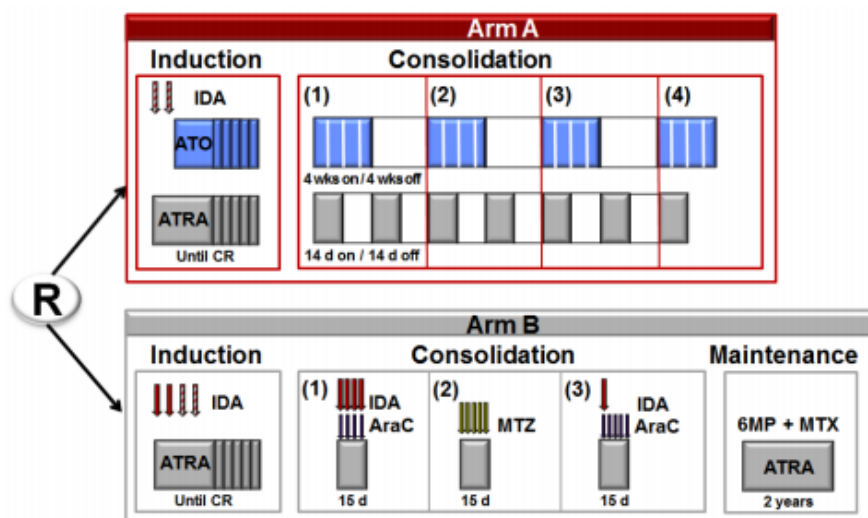 Arm A
Induction
Consolidation
IDA
ATO
ATRA
Until CR
(1)
(2)
(3)
(4)
4 wks on / 4 wks off
14 d on / 14 d off
R
Arm B
Induction
Consolidation
Maintenance
IDA
ATRA
Until CR
(1)
IDA
AraC
15 d
(2)
MTZ
15 d
(3)
IDA
AraC
15 d
6MP + MTX
ATRA
2 years